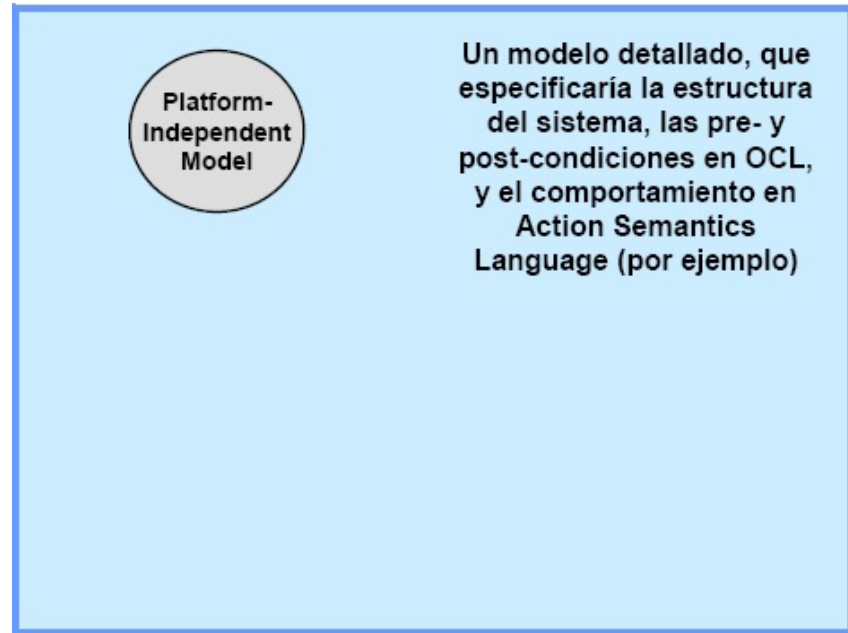 Platform-
Independent
Model
Un modelo detallado, que
especificaría la estructura
del sistema, las pre- y
post-condiciones en OCL,
y el comportamiento en
Action Semantics
Language (por ejemplo)